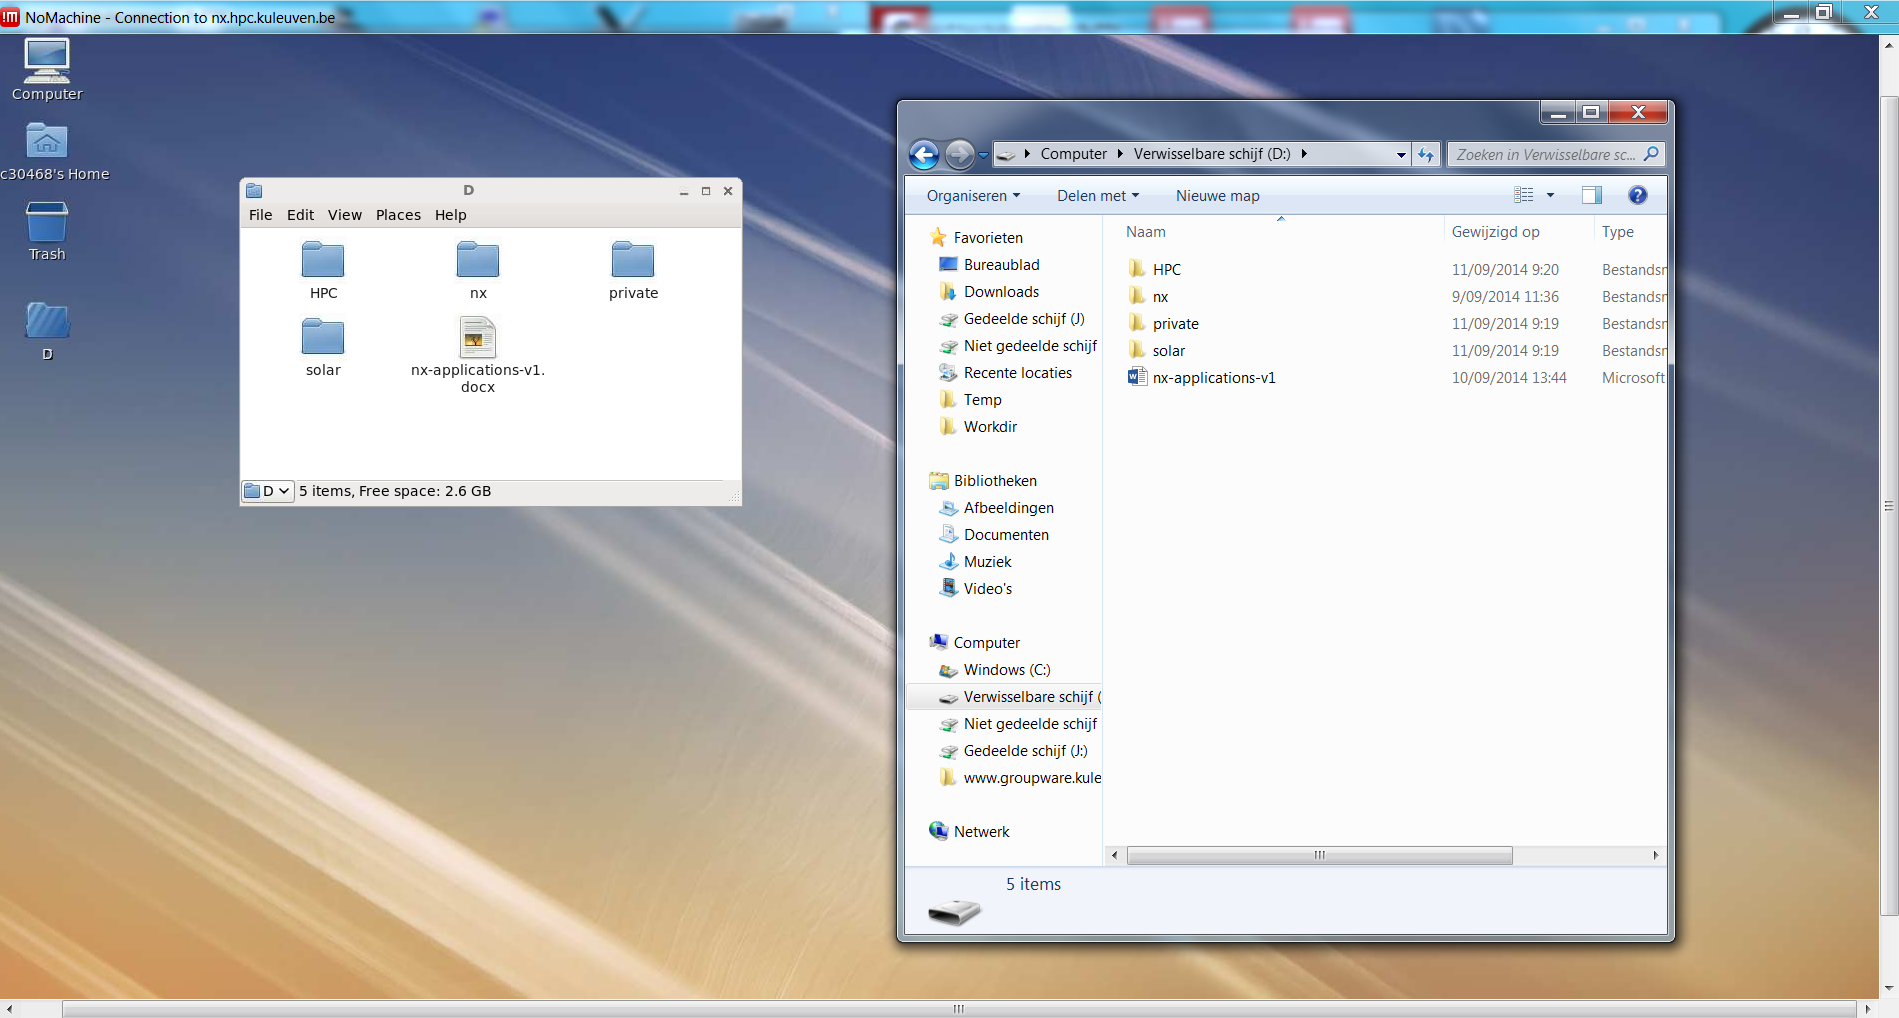 NoMachine - Connection to nx.hpc.kuleuven.be
Computer
c30468's Home
Trash
D
D
File Edit View Places Help
HPC nx private
solar nx-applications-v1.
docx
D 5 items, Free space: 2.6 GB
Computer Verwisselbare schijf (D:) Zoeken in Verwisselbare sc...
Organiseren Delen met Nieuwe map
Favorieten
Bureaublad
Downloads
Gedeelde schijf (J)
Niet gedeelde schijf
Recente locaties
Temp
Workdir
Bibliotheken
Afbeeldingen
Documenten
Muziek
Video's
Computer
Windows (C:)
Verwisselbare schijf (
Niet gedeelde schijf
Gedeelde schijf (J:)
www.groupware.kule
Netwerk
Naam Gewijzigd op Type
HPC 11/09/2014 9:20 Bestandsr
nx 9/09/2014 11:36 Bestandsr
private 11/09/2014 9:19 Bestandsr
solar 11/09/2014 9:19 Bestandsr
nx-applications-v1 10/09/2014 13:44 Microsoft
5 items